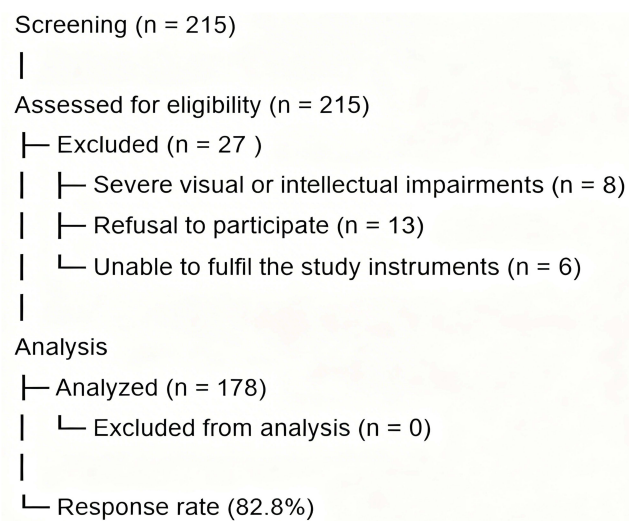 Screening (n = 215)
Assessed for eligibility (n = 215)
Excluded (n = 27 )
Severe visual or intellectual impairments (n = 8)
Refusal to participate (n = 13)
Unable to fulfil the study instruments (n = 6)
Analysis
Analyzed (n = 178)
Excluded from analysis (n = 0)
Response rate (82.8%)